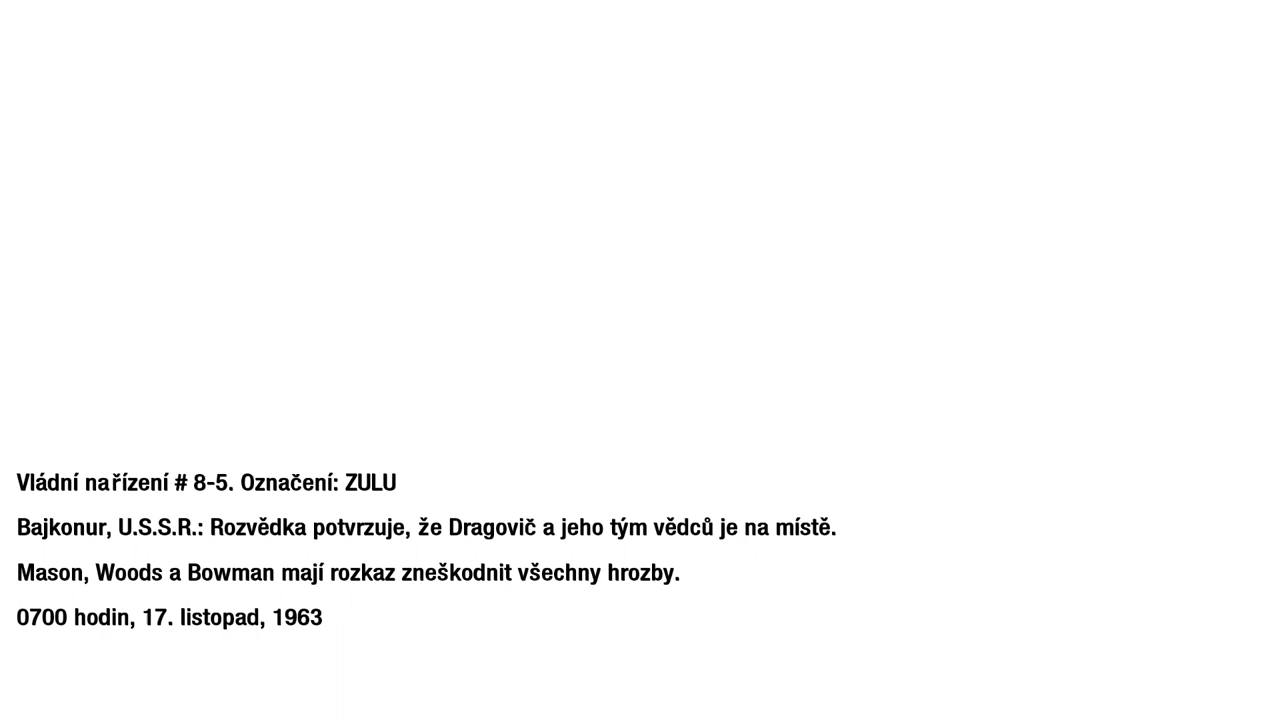 Vládní nařízení # 8-5. Označení: ZULU
Bajkonur, U.S.S.R.: Rozvědka potvrzuje, že Dragovič a jeho tým vědců je na místě.
Mason, Woods a Bowman mají rozkaz zneškodnit všechny hrozby.
0700 hodin, 17. listopad, 1963